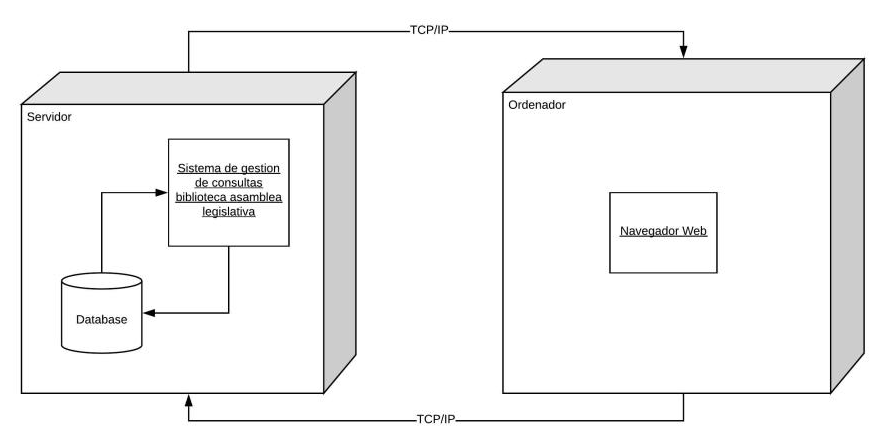 TCP/IP
Servidor
Ordenador
Sistema de gestion
de consultas
biblioteca asamblea
legislativa
Navegador Web
Database
TCP/IP